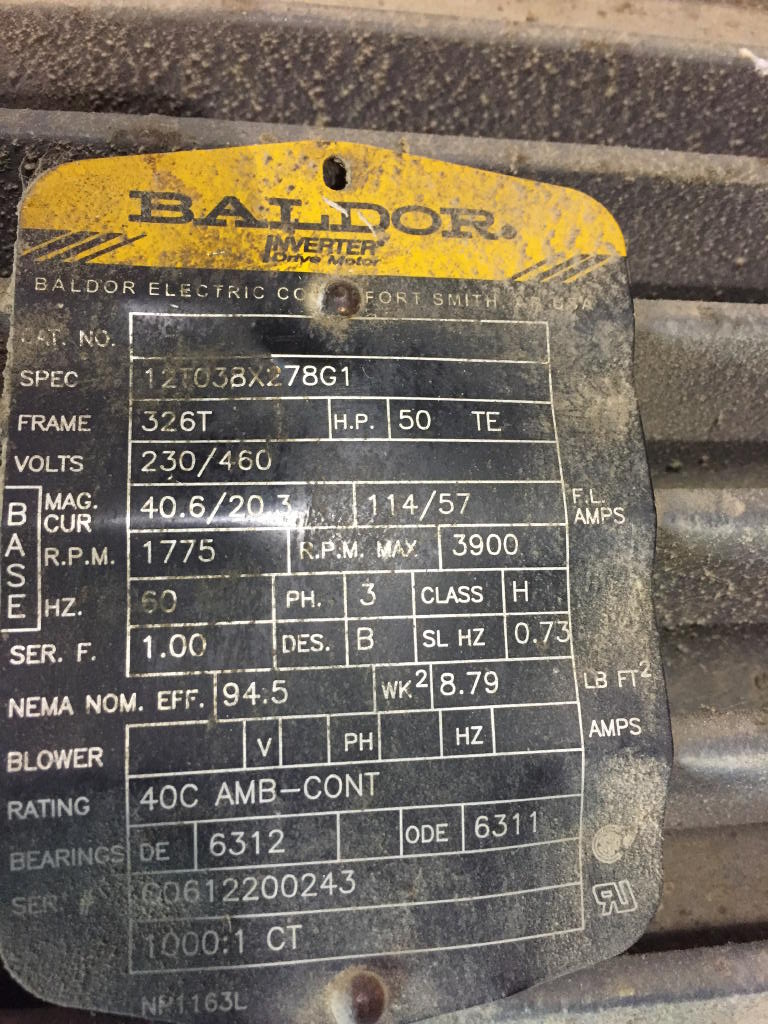 BALDOR.
INVERTER
Drive Motor
BALDOR ELECTRIC CO FORT SMITH, AR USA
CAT. NO.
SPEC 12T038X278G1
FRAME 326T H.P. 50 TE
VOLTS 230/460
BASE
MAG. CUR 40.6/20.3 114/57 F.L. AMPS
R.P.M. 1775 R.P.M. MAX 3900
HZ. 60 PH. 3 CLASS H
SER. F. 1.00 DES. B SL HZ 0.73
NEMA NOM. EFF. 94.5 WK² 8.79 LB FT²
BLOWER V PH HZ AMPS
RATING 40C AMB-CONT
BEARINGS DE 6312 ODE 6311
SER. # C0612200243
1000:1 CT
NP1163L